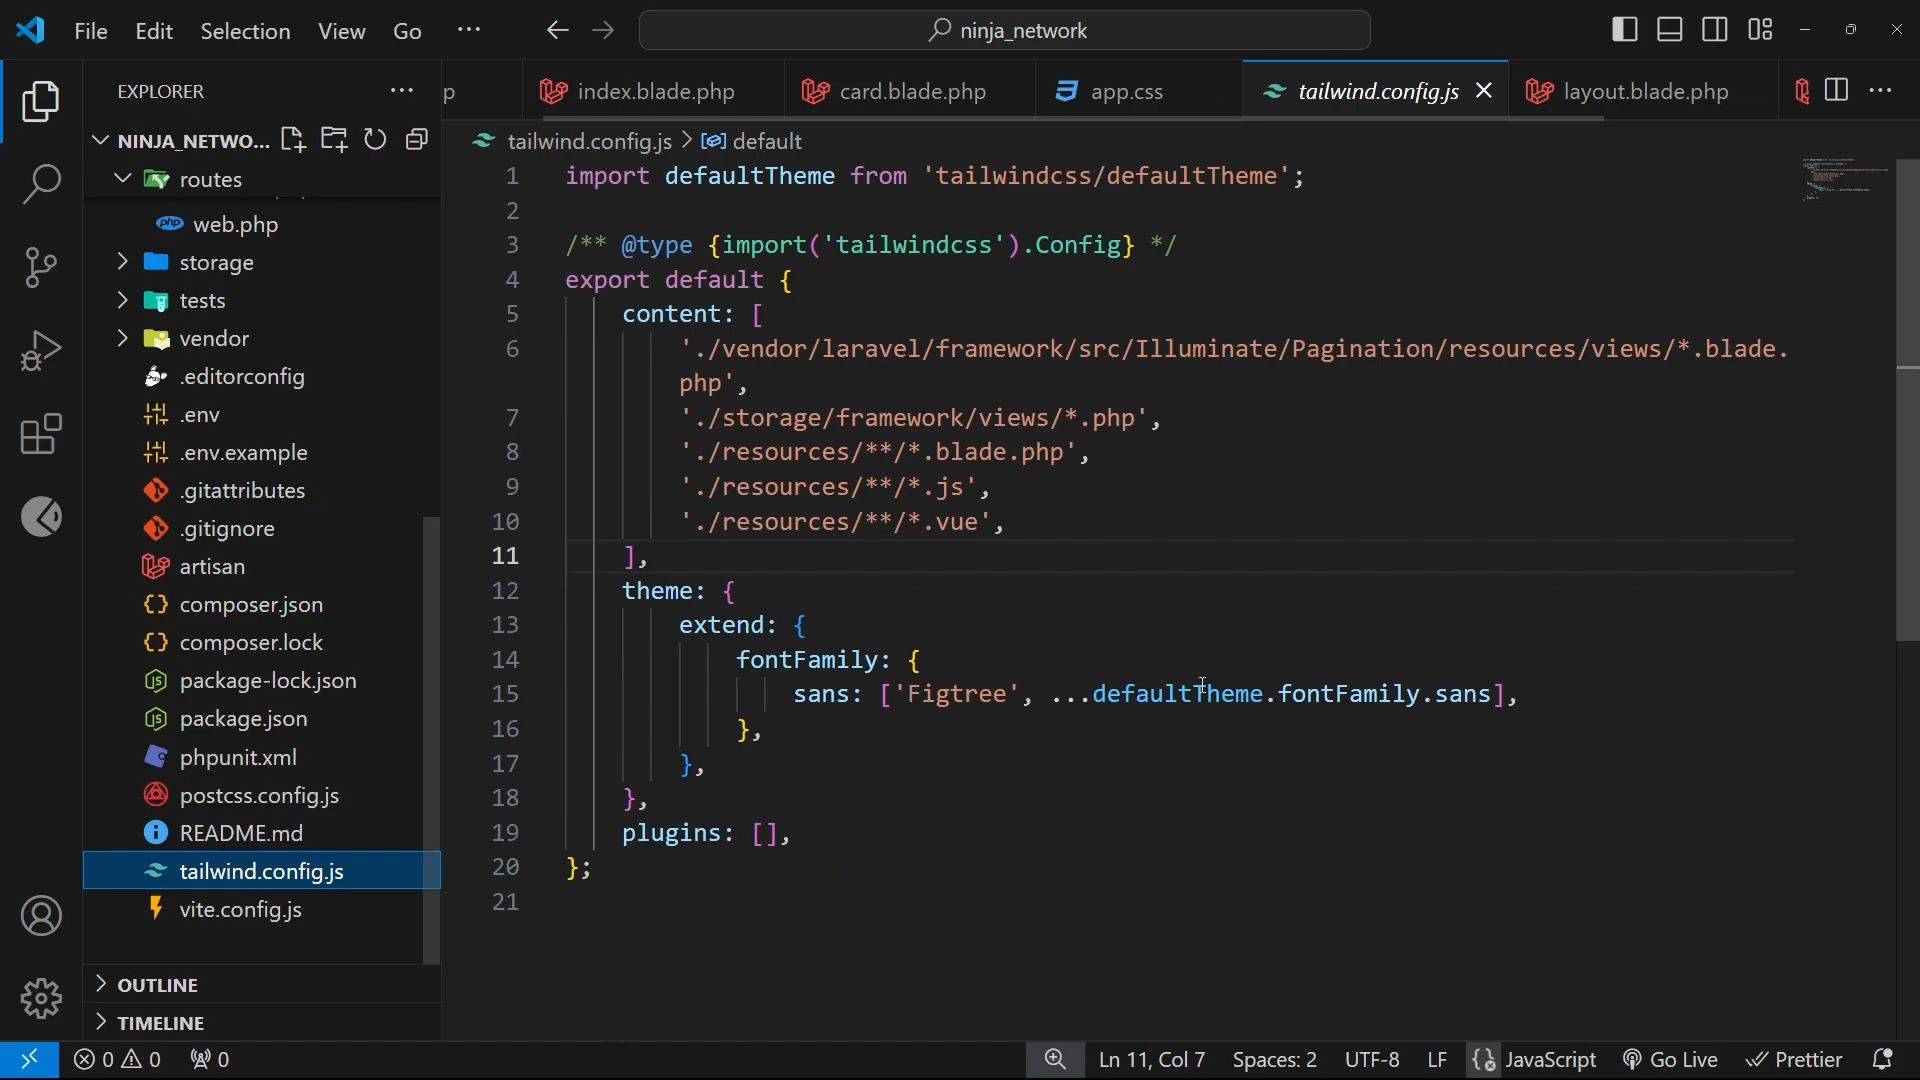 File Edit Selection View Go ··· ninja_network
EXPLORER ···
NINJA_NETWO...
routes
web.php
storage
tests
vendor
.editorconfig
.env
.env.example
.gitattributes
.gitignore
artisan
composer.json
composer.lock
package-lock.json
package.json
phpunit.xml
postcss.config.js
README.md
tailwind.config.js
vite.config.js
OUTLINE
TIMELINE
p index.blade.php card.blade.php app.css tailwind.config.js layout.blade.php ···
tailwind.config.js > default
1 import defaultTheme from 'tailwindcss/defaultTheme';
2
3 /** @type {import('tailwindcss').Config} */
4 export default {
5 content: [
6 './vendor/laravel/framework/src/Illuminate/Pagination/resources/views/*.blade.
php',
7 './storage/framework/views/*.php',
8 './resources/**/*.blade.php',
9 './resources/**/*.js',
10 './resources/**/*.vue',
11 ],
12 theme: {
13 extend: {
14 fontFamily: {
15 sans: ['Figtree', ...defaultTheme.fontFamily.sans],
16 },
17 },
18 },
19 plugins: [],
20 };
21
0 0 0 Ln 11, Col 7 Spaces: 2 UTF-8 LF JavaScript Go Live Prettier